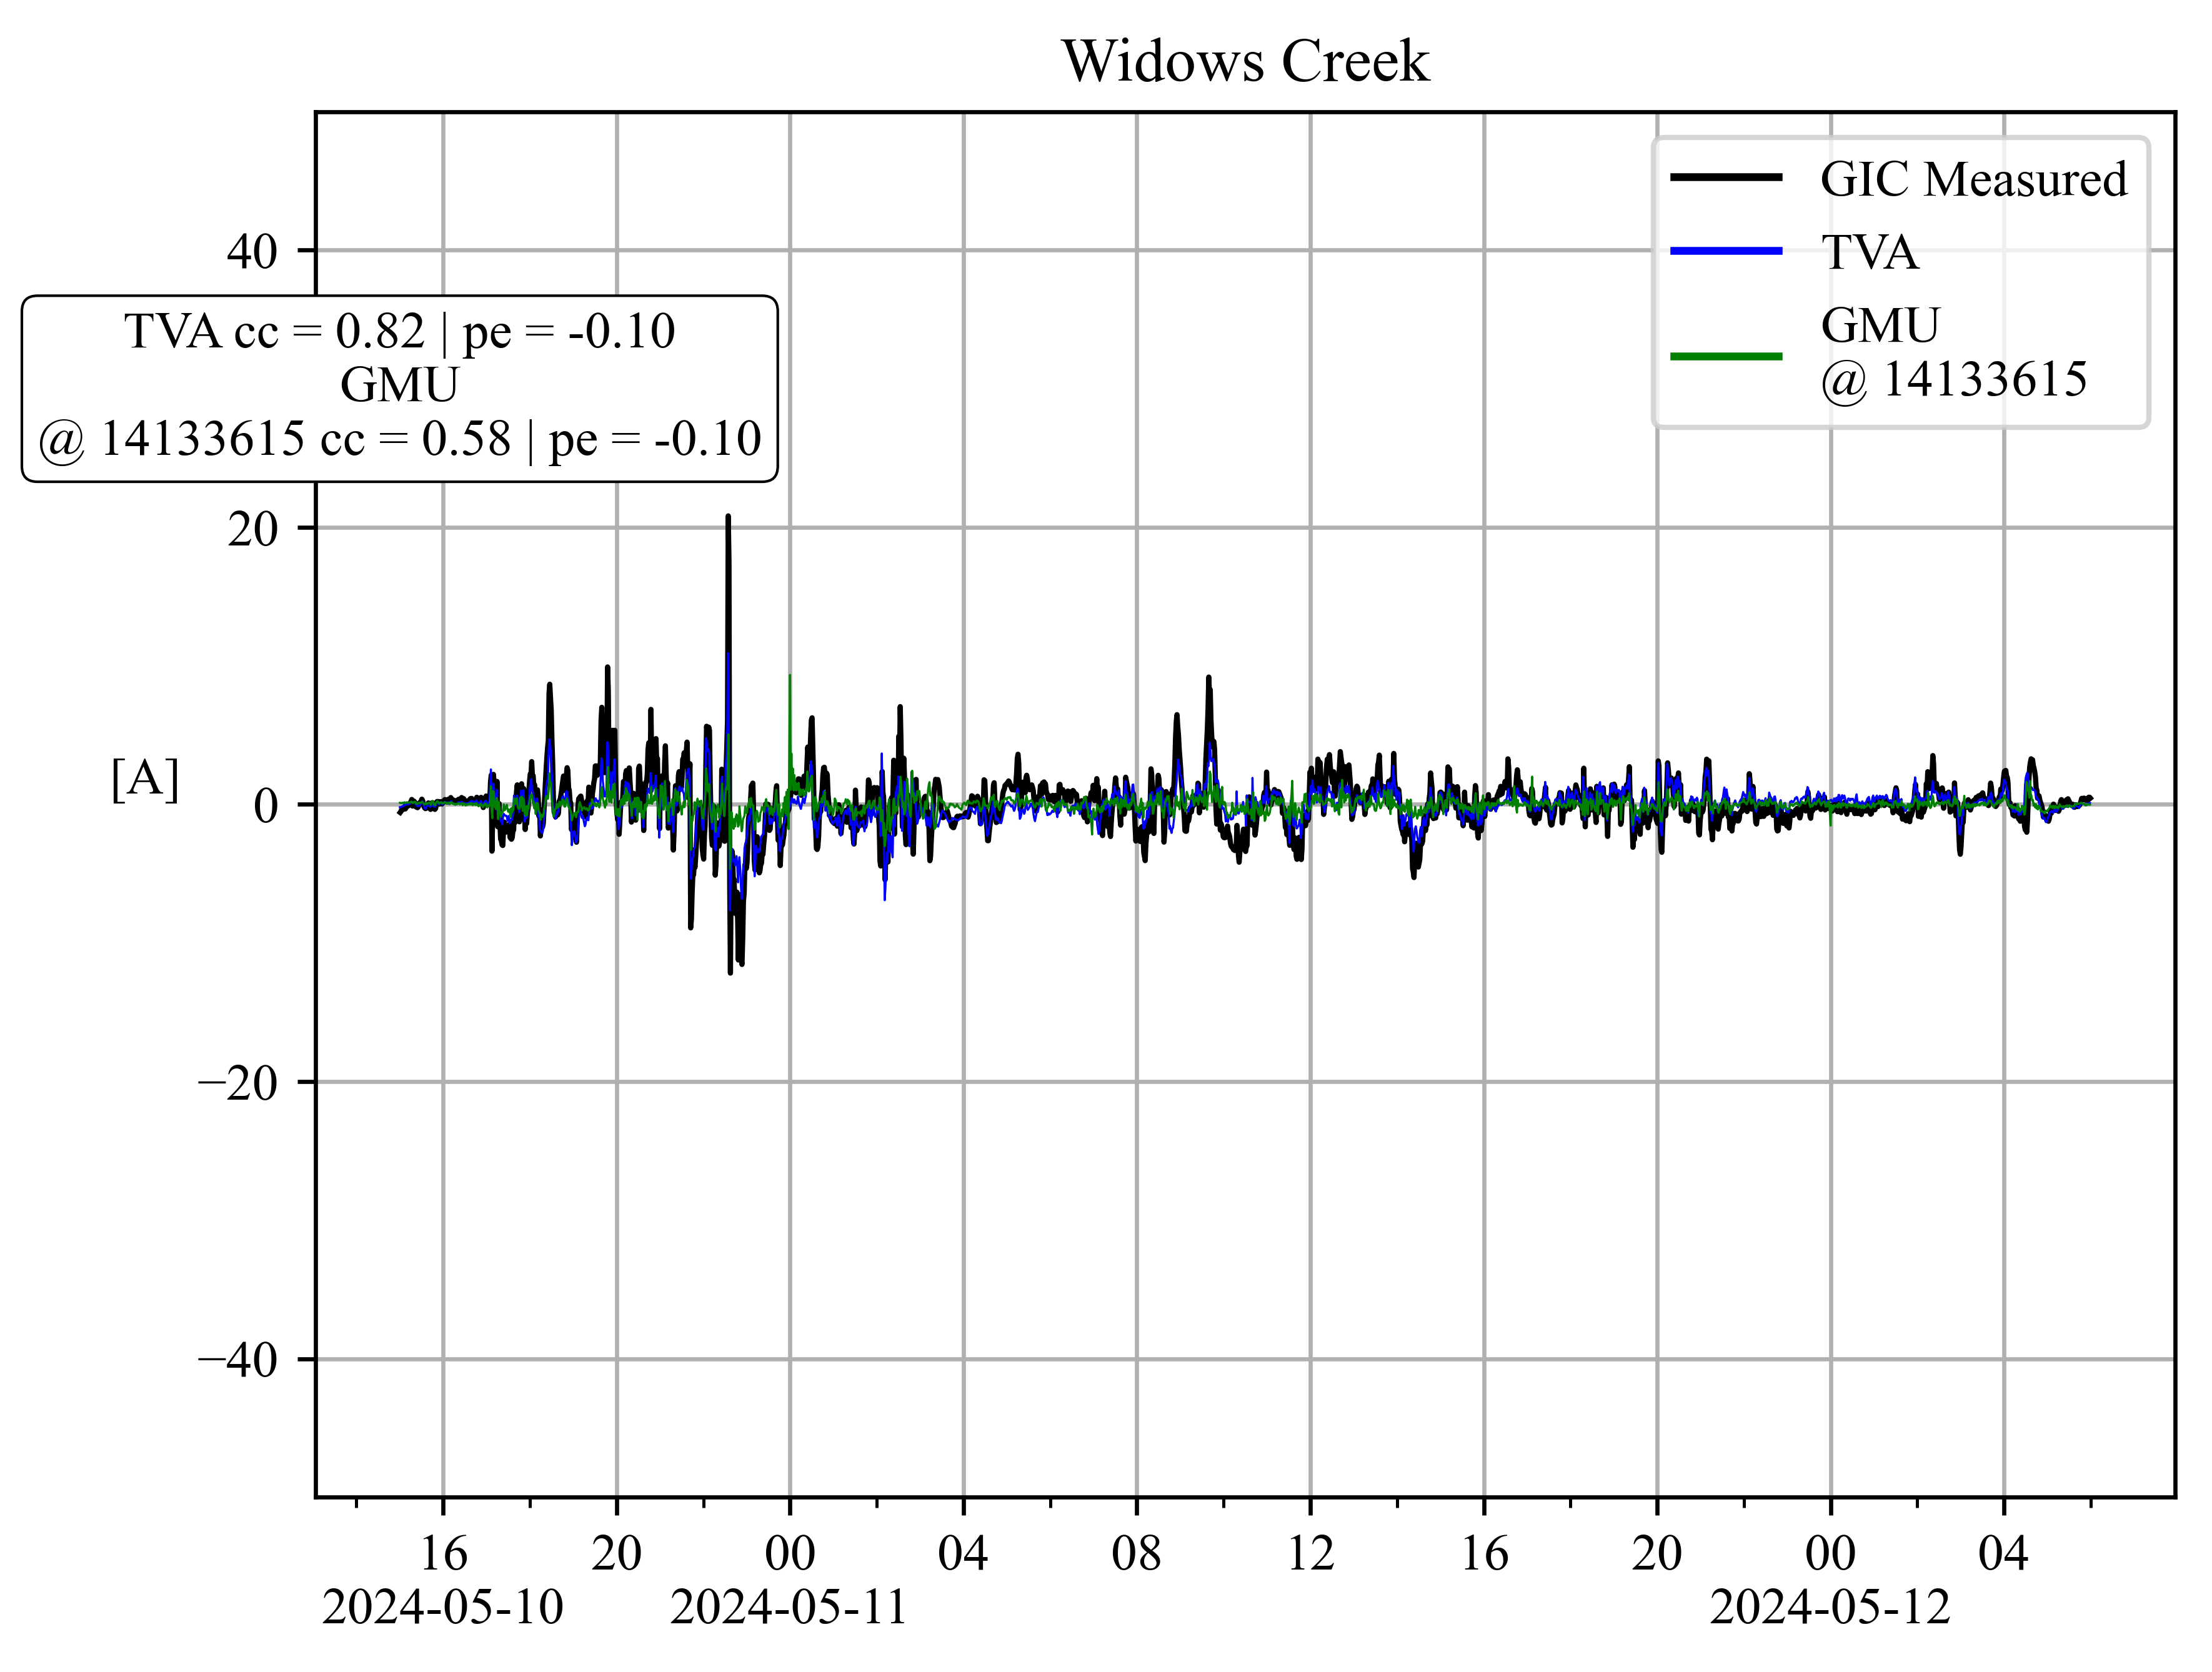 Widows Creek
GIC Measured
TVA
GMU
@ 14133615
TVA cc = 0.82 | pe = -0.10
GMU
@ 14133615 cc = 0.58 | pe = -0.10
40
20
0
−20
−40
[A]
16 20 00 04 08 12 16 20 00 04
2024-05-10 2024-05-11 2024-05-12